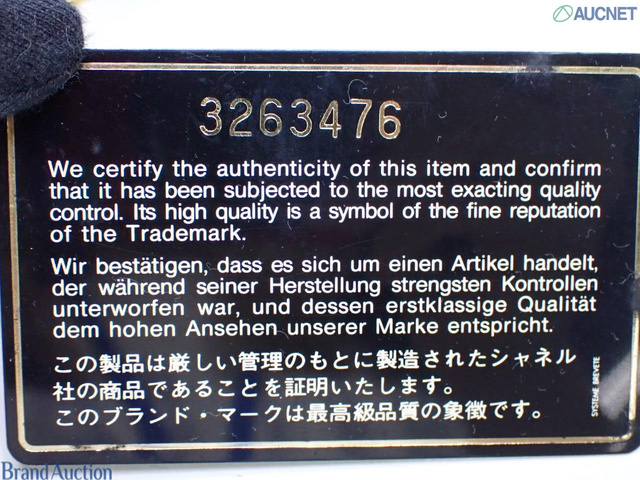 AUCNET
3263476
We certify the authenticity of this item and confirm
that it has been subjected to the most exacting quality
control. Its high quality is a symbol of the fine reputation
of the Trademark.
Wir bestätigen, dass es sich um einen Artikel handelt,
der während seiner Herstellung strengsten Kontrollen
unterworfen war, und dessen erstklassige Qualität
dem hohen Ansehen unserer Marke entspricht.
この製品は厳しい管理のもとに製造されたシャネル
社の商品であることを証明いたします。
このブランド・マークは最高級品質の象徴です。
SYSTEME BREVETE
BrandAuction